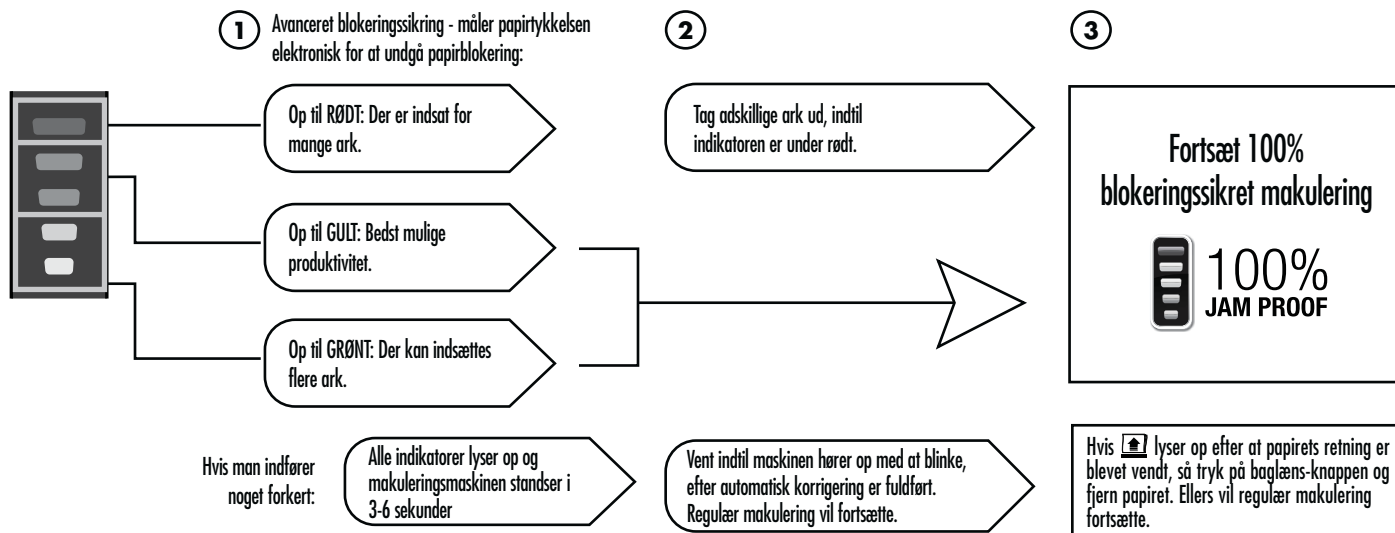 1
Avanceret blokeringssikring - måler papirtykkelsen
elektronisk for at undgå papirblokering:
Op til RØDT: Der er indsat for
mange ark.
Op til GULT: Bedst mulige
produktivitet.
Op til GRØNT: Der kan indsættes
flere ark.
2
Tag adskillige ark ud, indtil
indikatoren er under rødt.
3
Fortsæt 100%
blokeringssikret makulering
100%
JAM PROOF
Hvis man indfører
noget forkert:
Alle indikatorer lyser op og
makuleringsmaskinen standser i
3-6 sekunder
Vent indtil maskinen hører op med at blinke,
efter automatisk korrigering er fuldført.
Regulær makulering vil fortsætte.
Hvis lyser op efter at papirets retning er
blevet vendt, så tryk på baglæns-knappen og
fjern papiret. Ellers vil regulær makulering
fortsætte.